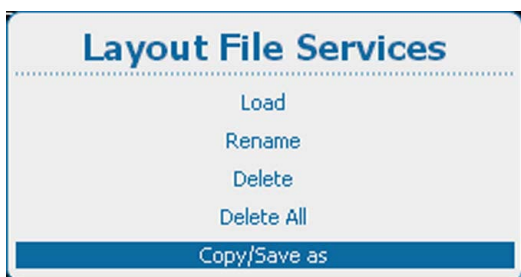 Layout File Services
Load
Rename
Delete
Delete All
Copy/Save as